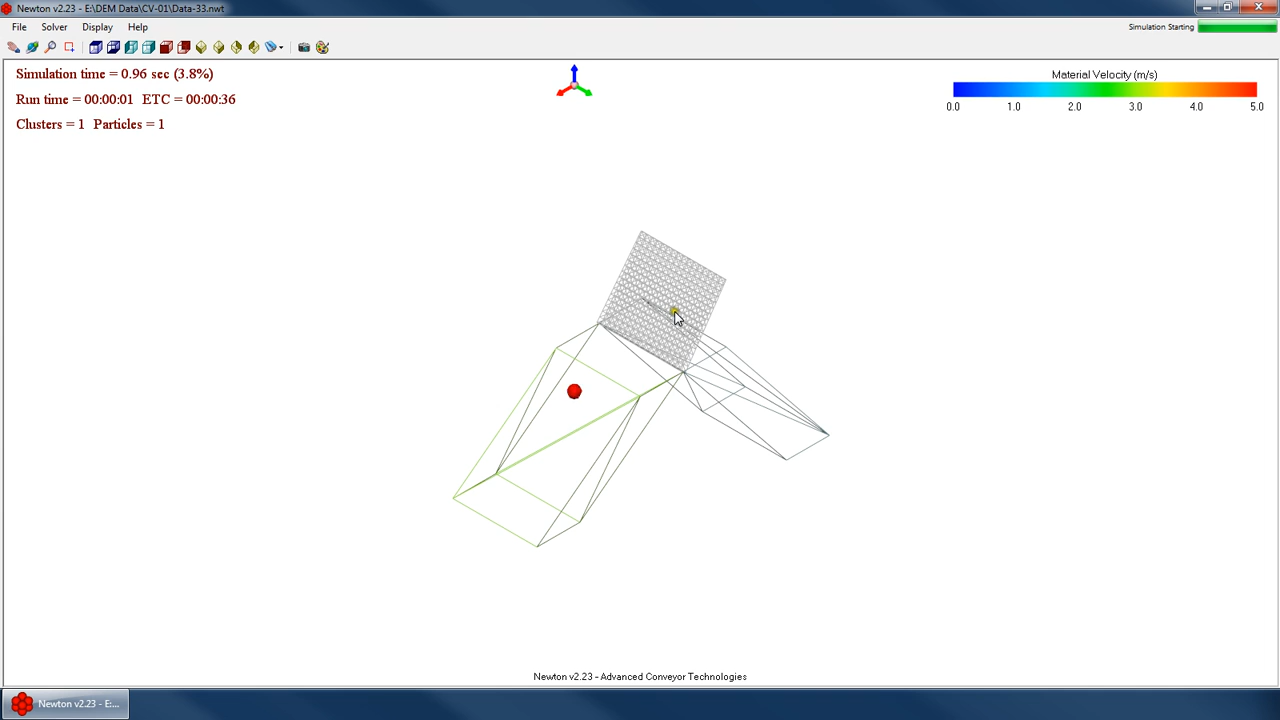 Newton v2.23 - E:\DEM Data\CV-01\Data-33.nwt
File Solver Display Help
Simulation Starting
Simulation time = 0.96 sec (3.8%)
Run time = 00:00:01 ETC = 00:00:36
Clusters = 1 Particles = 1
Material Velocity (m/s)
0.0 1.0 2.0 3.0 4.0 5.0
Newton v2.23 - Advanced Conveyor Technologies
Newton v2.23 - E:...